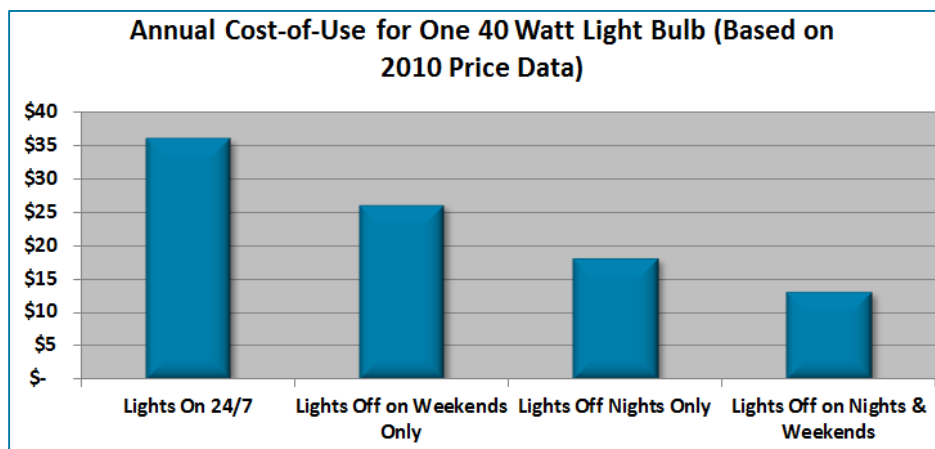 Annual Cost-of-Use for One 40 Watt Light Bulb (Based on
2010 Price Data)
$40
$35
$30
$25
$20
$15
$10
$5
$-
Lights On 24/7
Lights Off on Weekends
Only
Lights Off Nights Only
Lights Off on Nights &
Weekends